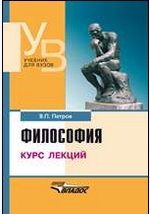 УВ
УЧЕБНИК
ДЛЯ ВУЗОВ
В.П. Петров
ФИЛОСОФИЯ
КУРС ЛЕКЦИЙ
ВЛАДОС